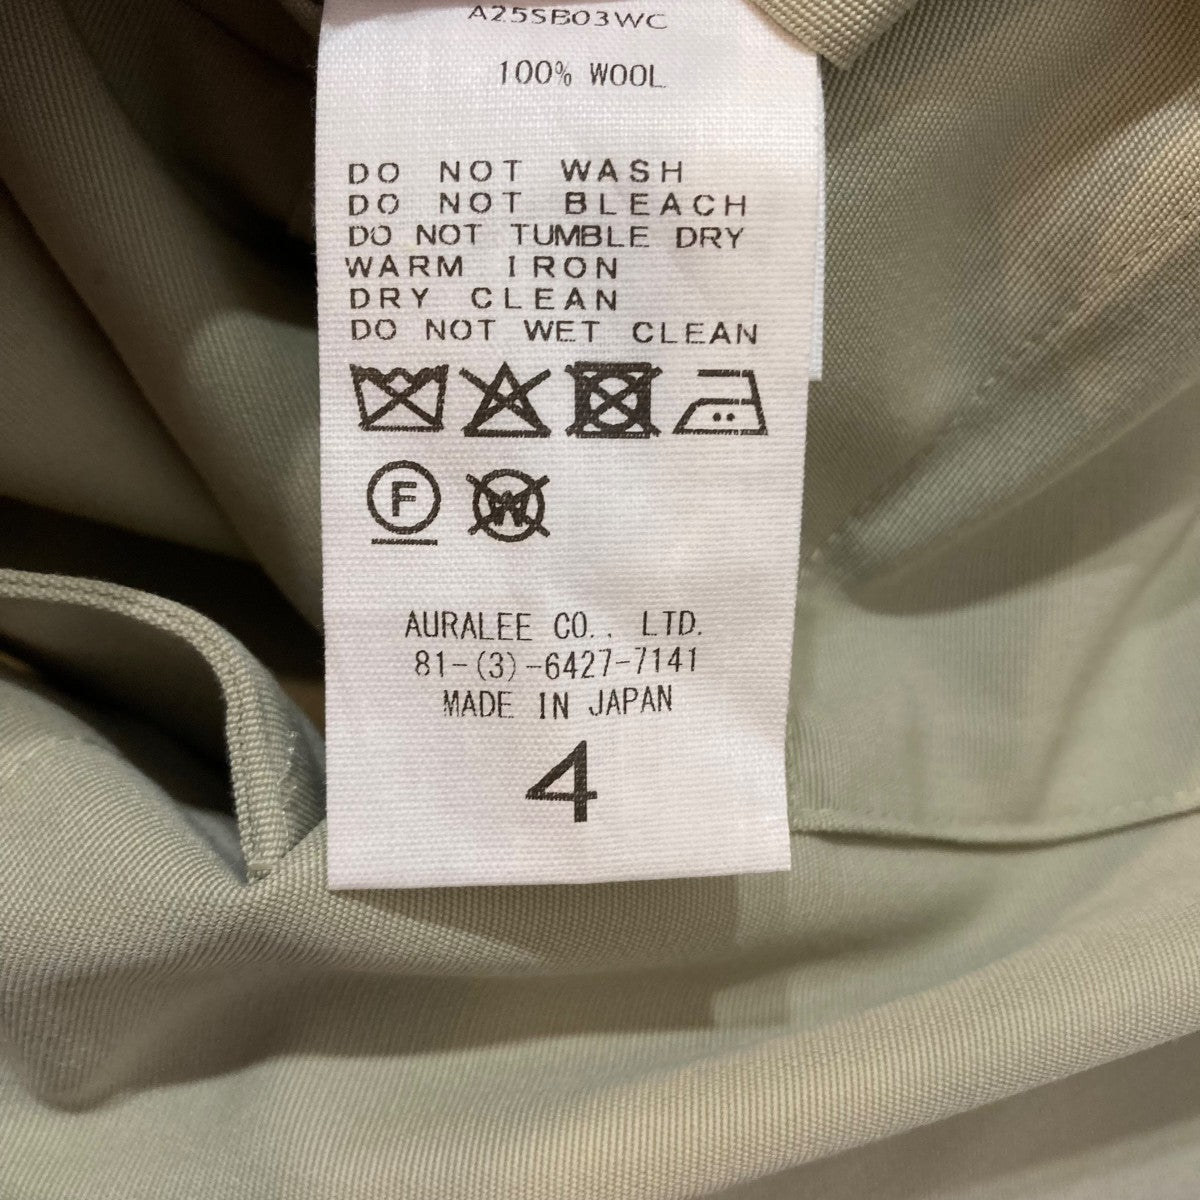 A25SB03WC
100% WOOL
DO NOT WASH
DO NOT BLEACH
DO NOT TUMBLE DRY
WARM IRON
DRY CLEAN
DO NOT WET CLEAN
F W
AURALEE CO., LTD.
81-(3)-6427-7141
MADE IN JAPAN
4